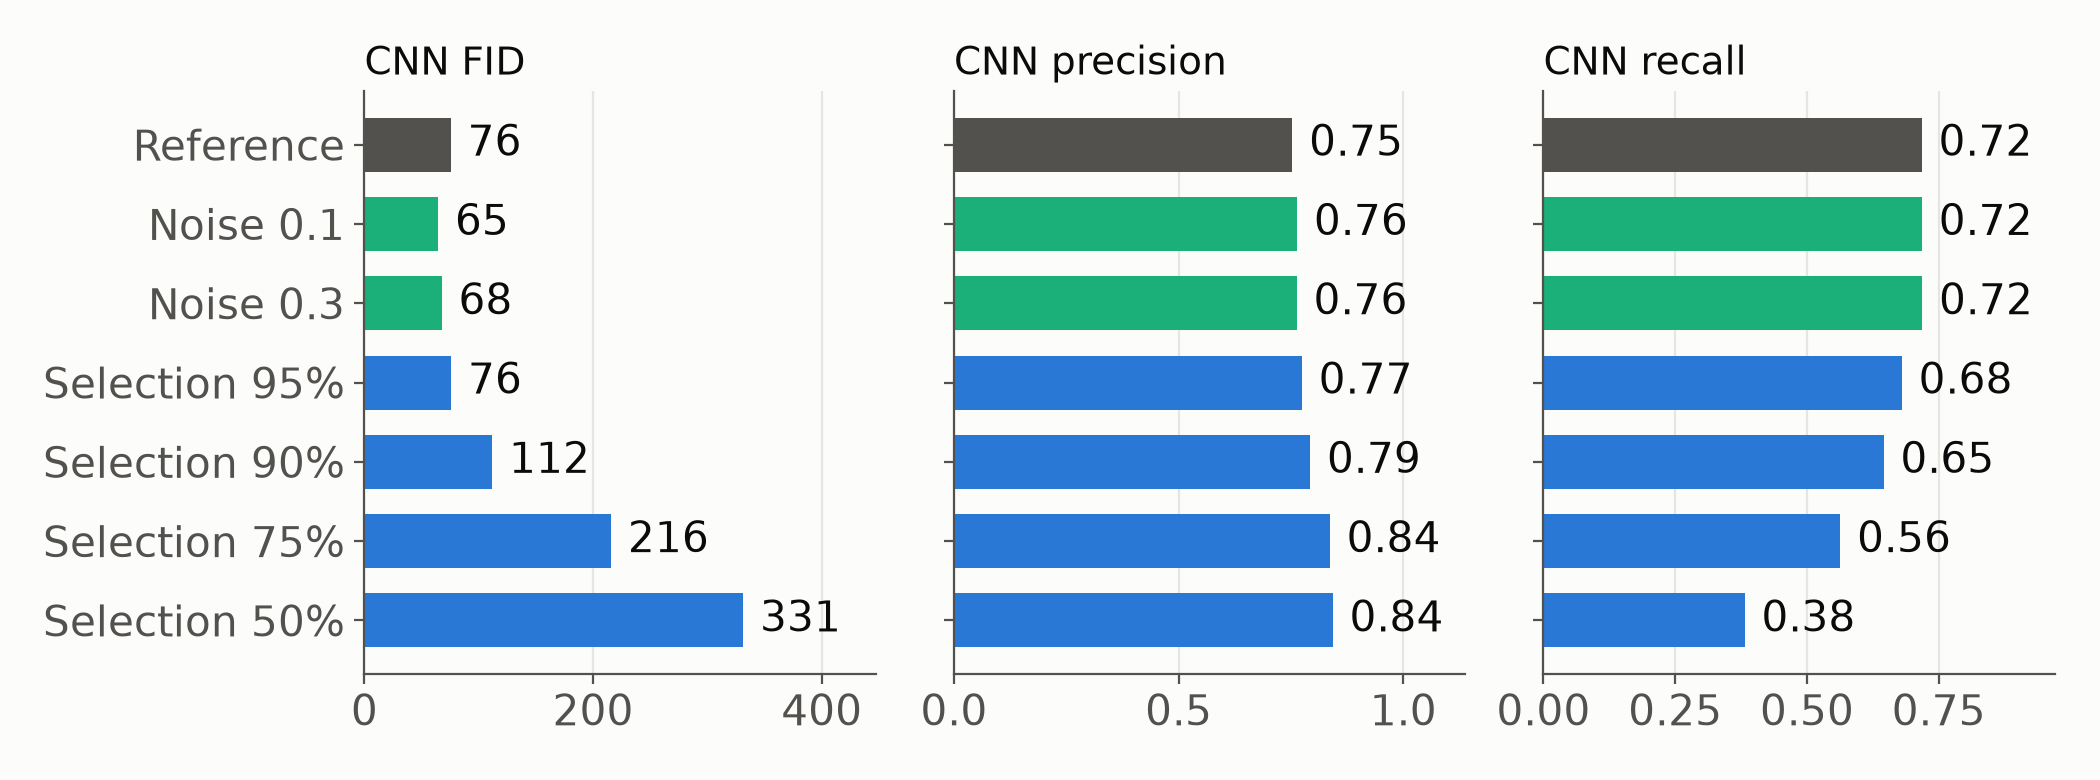 CNN FID
CNN precision
CNN recall
Reference 76 0.75 0.72
Noise 0.1 65 0.76 0.72
Noise 0.3 68 0.76 0.72
Selection 95% 76 0.77 0.68
Selection 90% 112 0.79 0.65
Selection 75% 216 0.84 0.56
Selection 50% 331 0.84 0.38
0 200 400
0.0 0.5 1.0
0.00 0.25 0.50 0.75